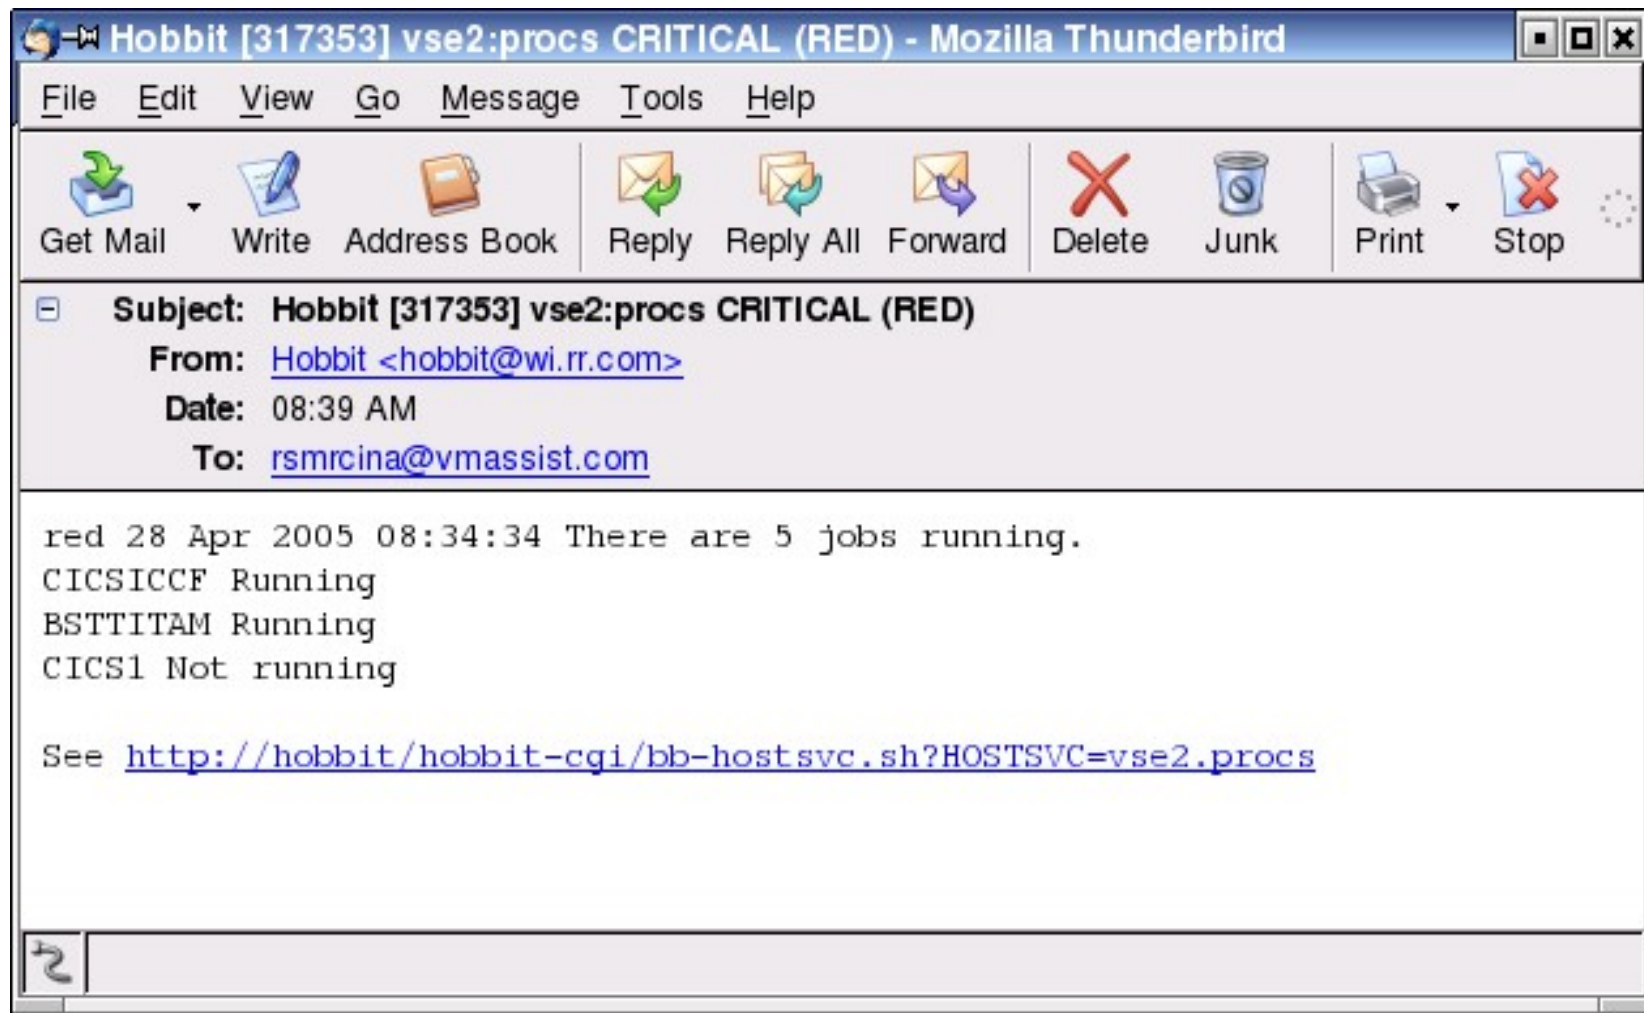 Hobbit [317353] vse2:procs CRITICAL (RED) - Mozilla Thunderbird
File Edit View Go Message Tools Help
Get Mail Write Address Book Reply Reply All Forward Delete Junk Print Stop
Subject: Hobbit [317353] vse2:procs CRITICAL (RED)
From: Hobbit <hobbit@wi.rr.com>
Date: 08:39 AM
To: rsmrcina@vmassist.com
red 28 Apr 2005 08:34:34 There are 5 jobs running.
CICSICCF Running
BSTTITAM Running
CICS1 Not running
See http://hobbit/hobbit-cgi/bb-hostsvc.sh?HOSTSVC=vse2.procs